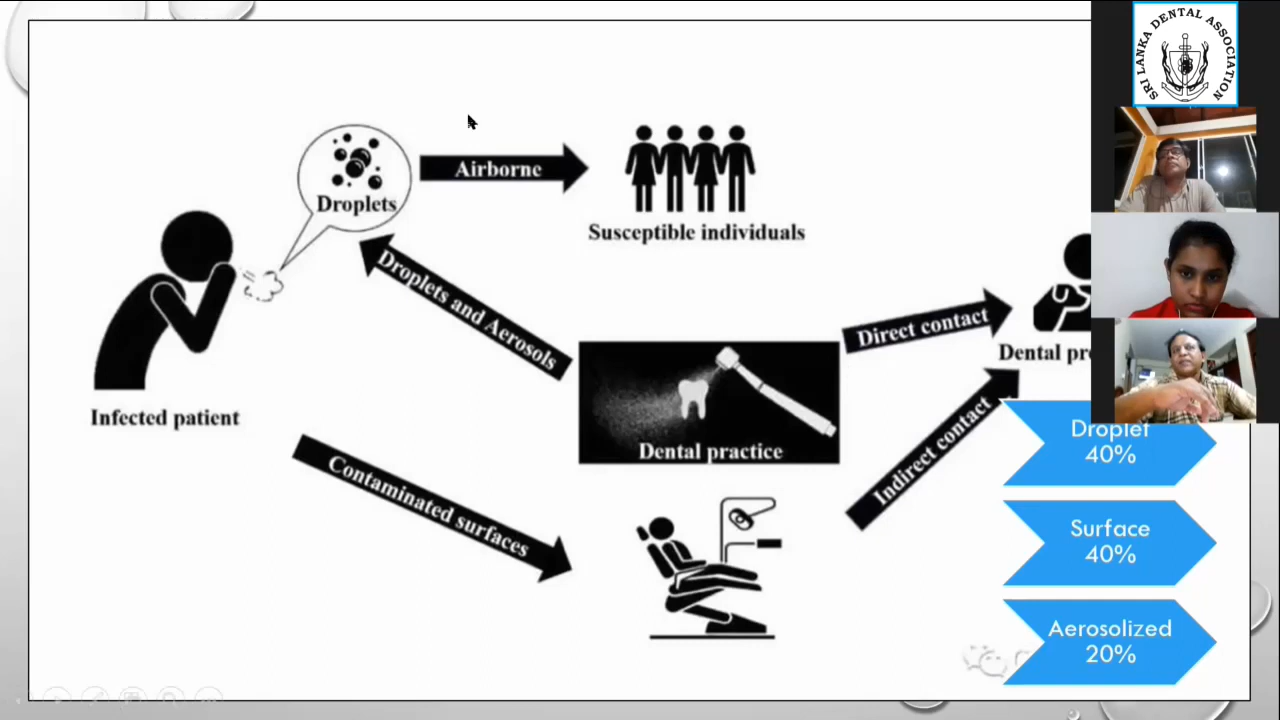 SRI LANKA DENTAL ASSOCIATION
Airborne
Droplets
Susceptible individuals
Droplets and Aerosols
Direct contact
Dental
Infected patient
Dental practice
Indirect contact
Contaminated surfaces
Droplet
40%
Surface
40%
Aerosolized
20%